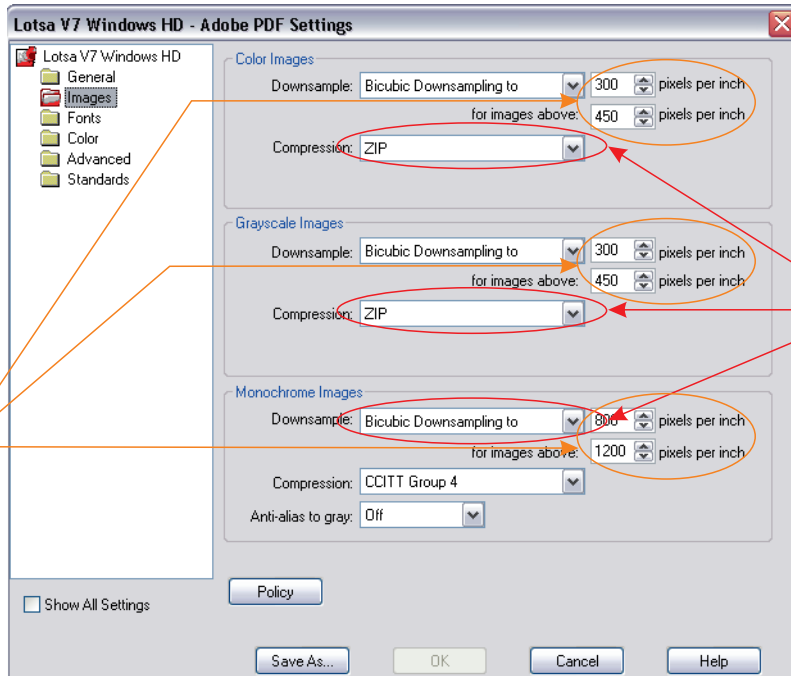 Lotsa V7 Windows HD - Adobe PDF Settings
Lotsa V7 Windows HD
General
Images
Fonts
Color
Advanced
Standards
Show All Settings
Color Images
Downsample: Bicubic Downsampling to 300 pixels per inch
for images above: 450 pixels per inch
Compression: ZIP
Grayscale Images
Downsample: Bicubic Downsampling to 300 pixels per inch
for images above: 450 pixels per inch
Compression: ZIP
Monochrome Images
Downsample: Bicubic Downsampling to 800 pixels per inch
for images above: 1200 pixels per inch
Compression: CCITT Group 4
Anti-alias to gray: Off
Policy
Save As... OK Cancel Help